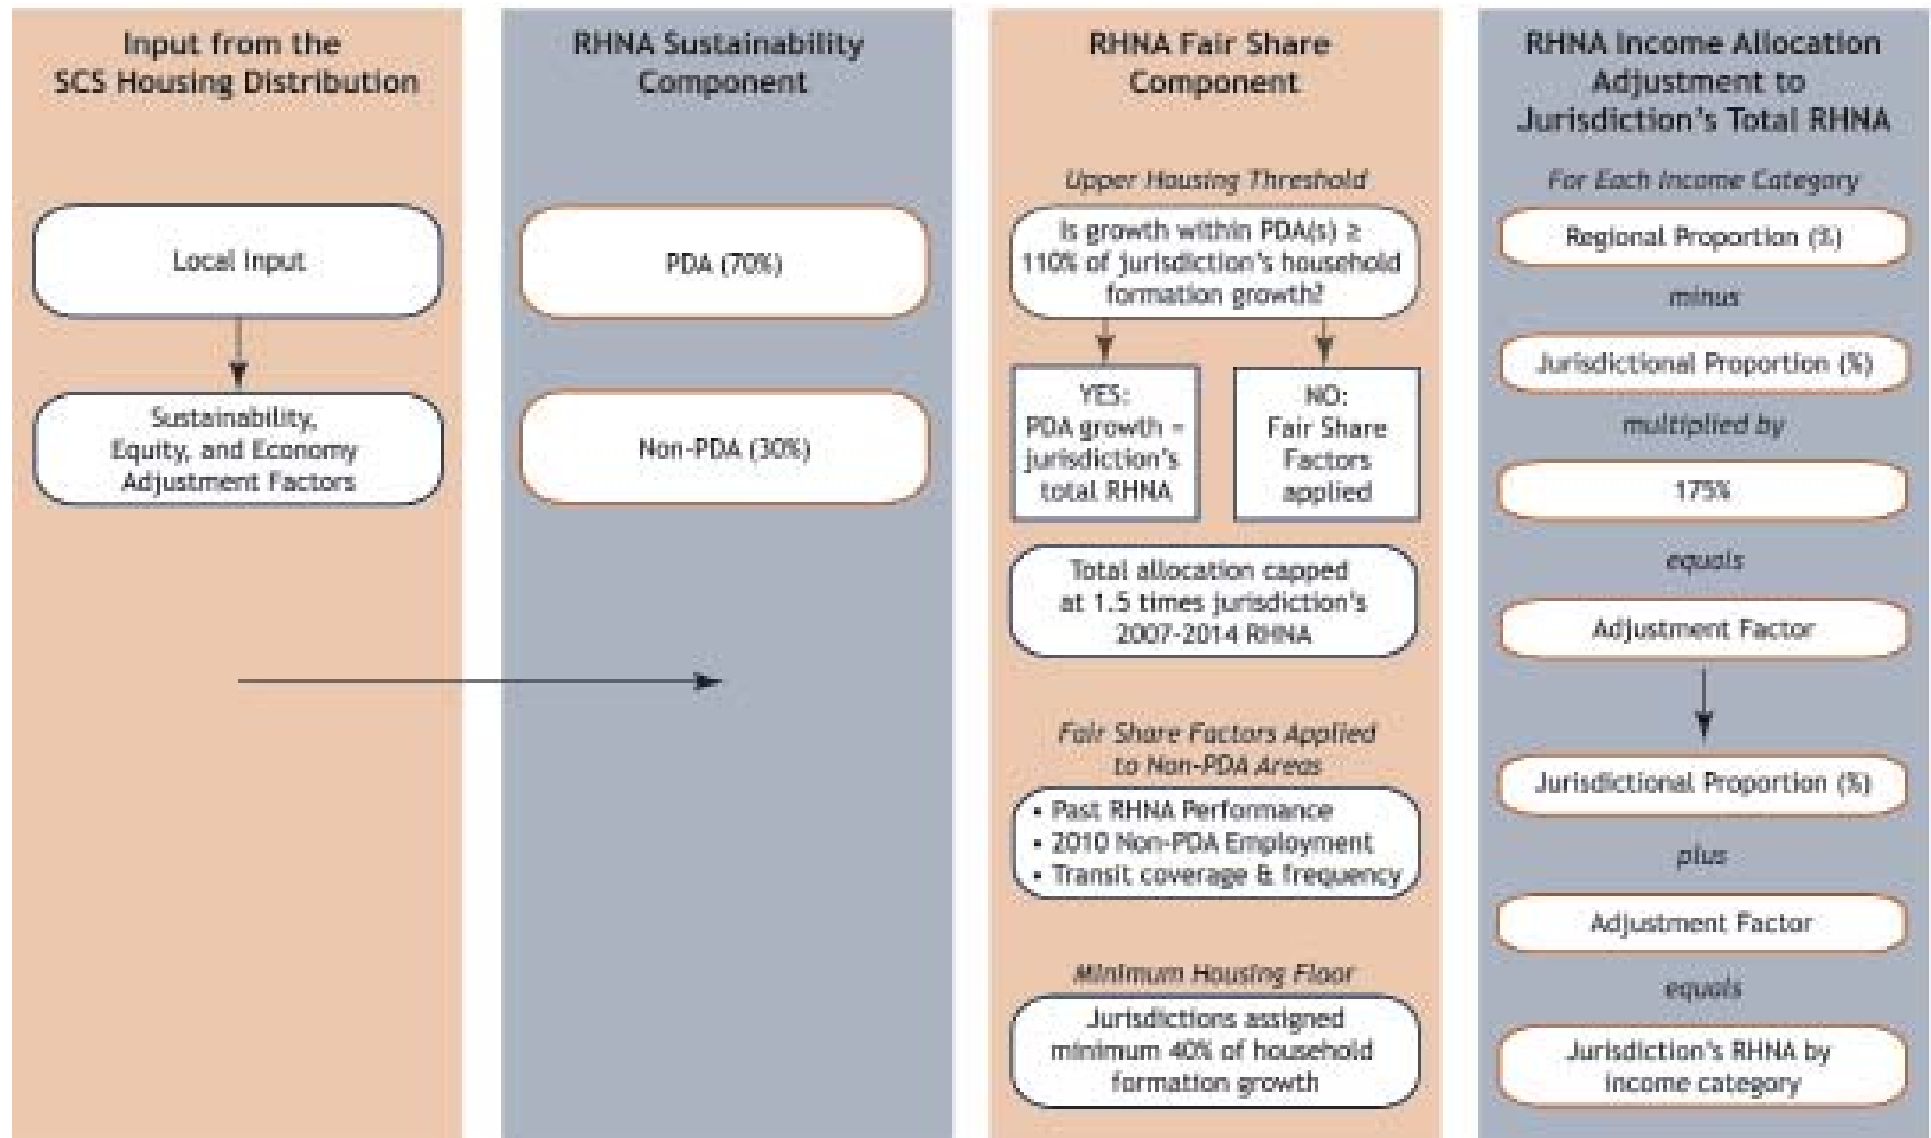 Input from the
SCS Housing Distribution
Local Input
Sustainability,
Equity, and Economy
Adjustment Factors
RHNA Sustainability
Component
PDA (70%)
Non-PDA (30%)
RHNA Fair Share
Component
Upper Housing Threshold
Is growth within PDA(s) ≥
110% of jurisdiction's household
formation growth?
YES:
PDA growth =
jurisdiction's
total RHNA
NO:
Fair Share
Factors
applied
Total allocation capped
at 1.5 times jurisdiction's
2007-2014 RHNA
Fair Share Factors Applied
to Non-PDA Areas
• Past RHNA Performance
• 2010 Non-PDA Employment
• Transit coverage & frequency
Minimum Housing Floor
Jurisdictions assigned
minimum 40% of household
formation growth
RHNA Income Allocation
Adjustment to
Jurisdiction's Total RHNA
For Each Income Category
Regional Proportion (%)
minus
Jurisdictional Proportion (%)
multiplied by
175%
equals
Adjustment Factor
Jurisdictional Proportion (%)
plus
Adjustment Factor
equals
Jurisdiction's RHNA by
income category